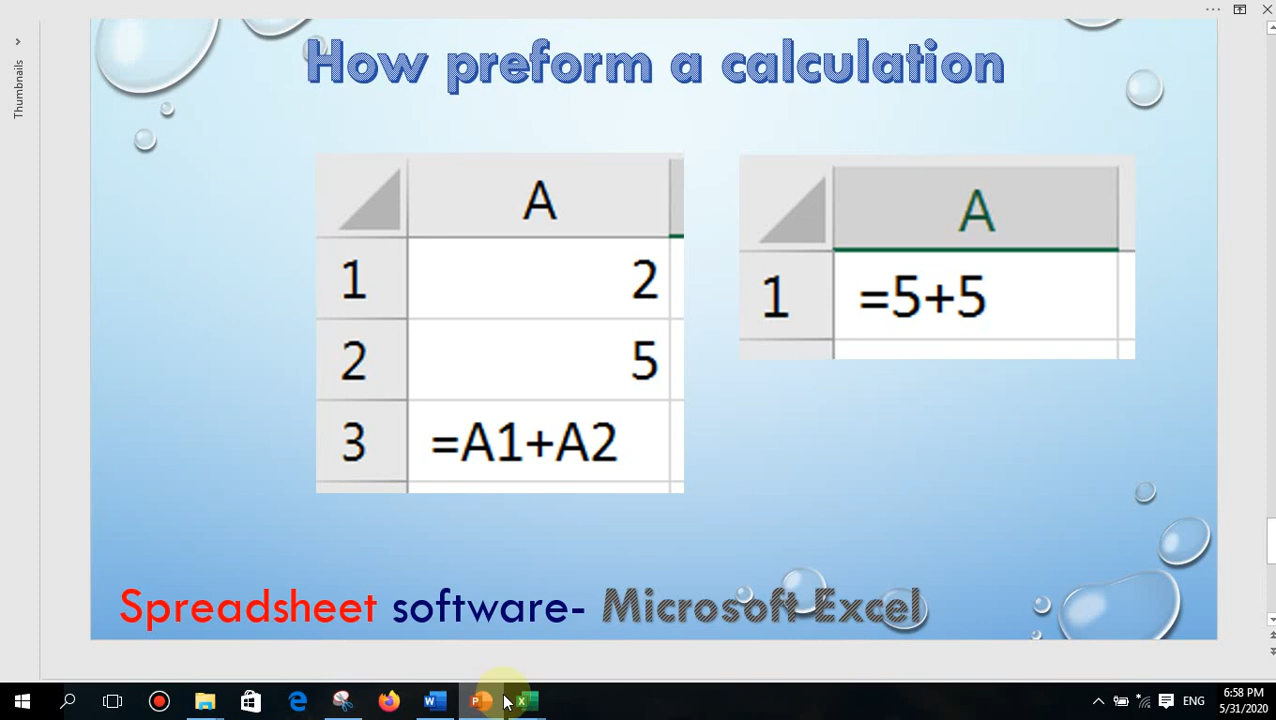 Thumbnails
How preform a calculation
A
1 2
2 5
3 =A1+A2
A
1 =5+5
Spreadsheet software- Microsoft Excel
W
P
X
ENG
6:58 PM
5/31/2020